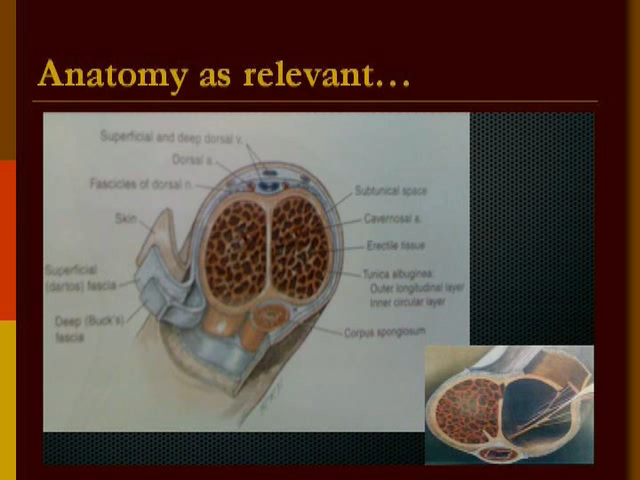 Anatomy as relevant...
Superficial and deep dorsal v.
Dorsal a.
Fascicles of dorsal n.
Skin
Superficial
(dartos) fascia
Deep (Buck's)
fascia
Subtunical space
Cavernosal a.
Erectile tissue
Tunica albuginea:
Outer longitudinal layer
Inner circular layer
Corpus spongiosum